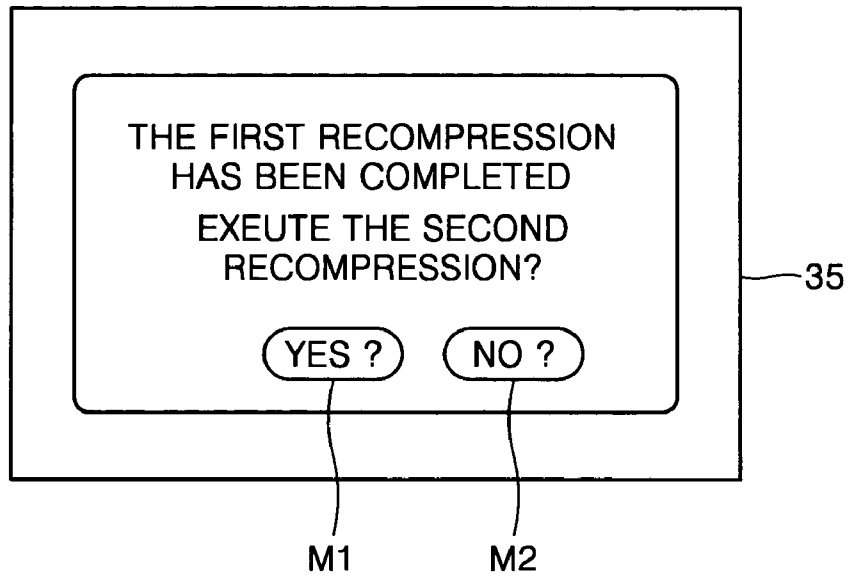 THE FIRST RECOMPRESSION
HAS BEEN COMPLETED
EXEUTE THE SECOND
RECOMPRESSION?
35
YES ? NO ?
M1 M2